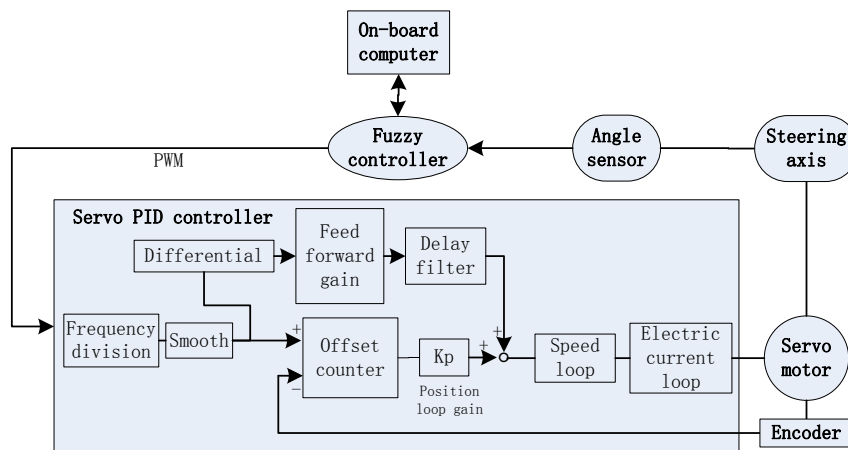 On-board
computer
Fuzzy
controller
Angle
sensor
Steering
axis
PWM
Servo PID controller
Differential
Feed
forward
gain
Delay
filter
Frequency
division
Smooth
+
−
Offset
counter
Kp
+
+
Position
loop gain
Speed
loop
Electric
current
loop
Servo
motor
Encoder